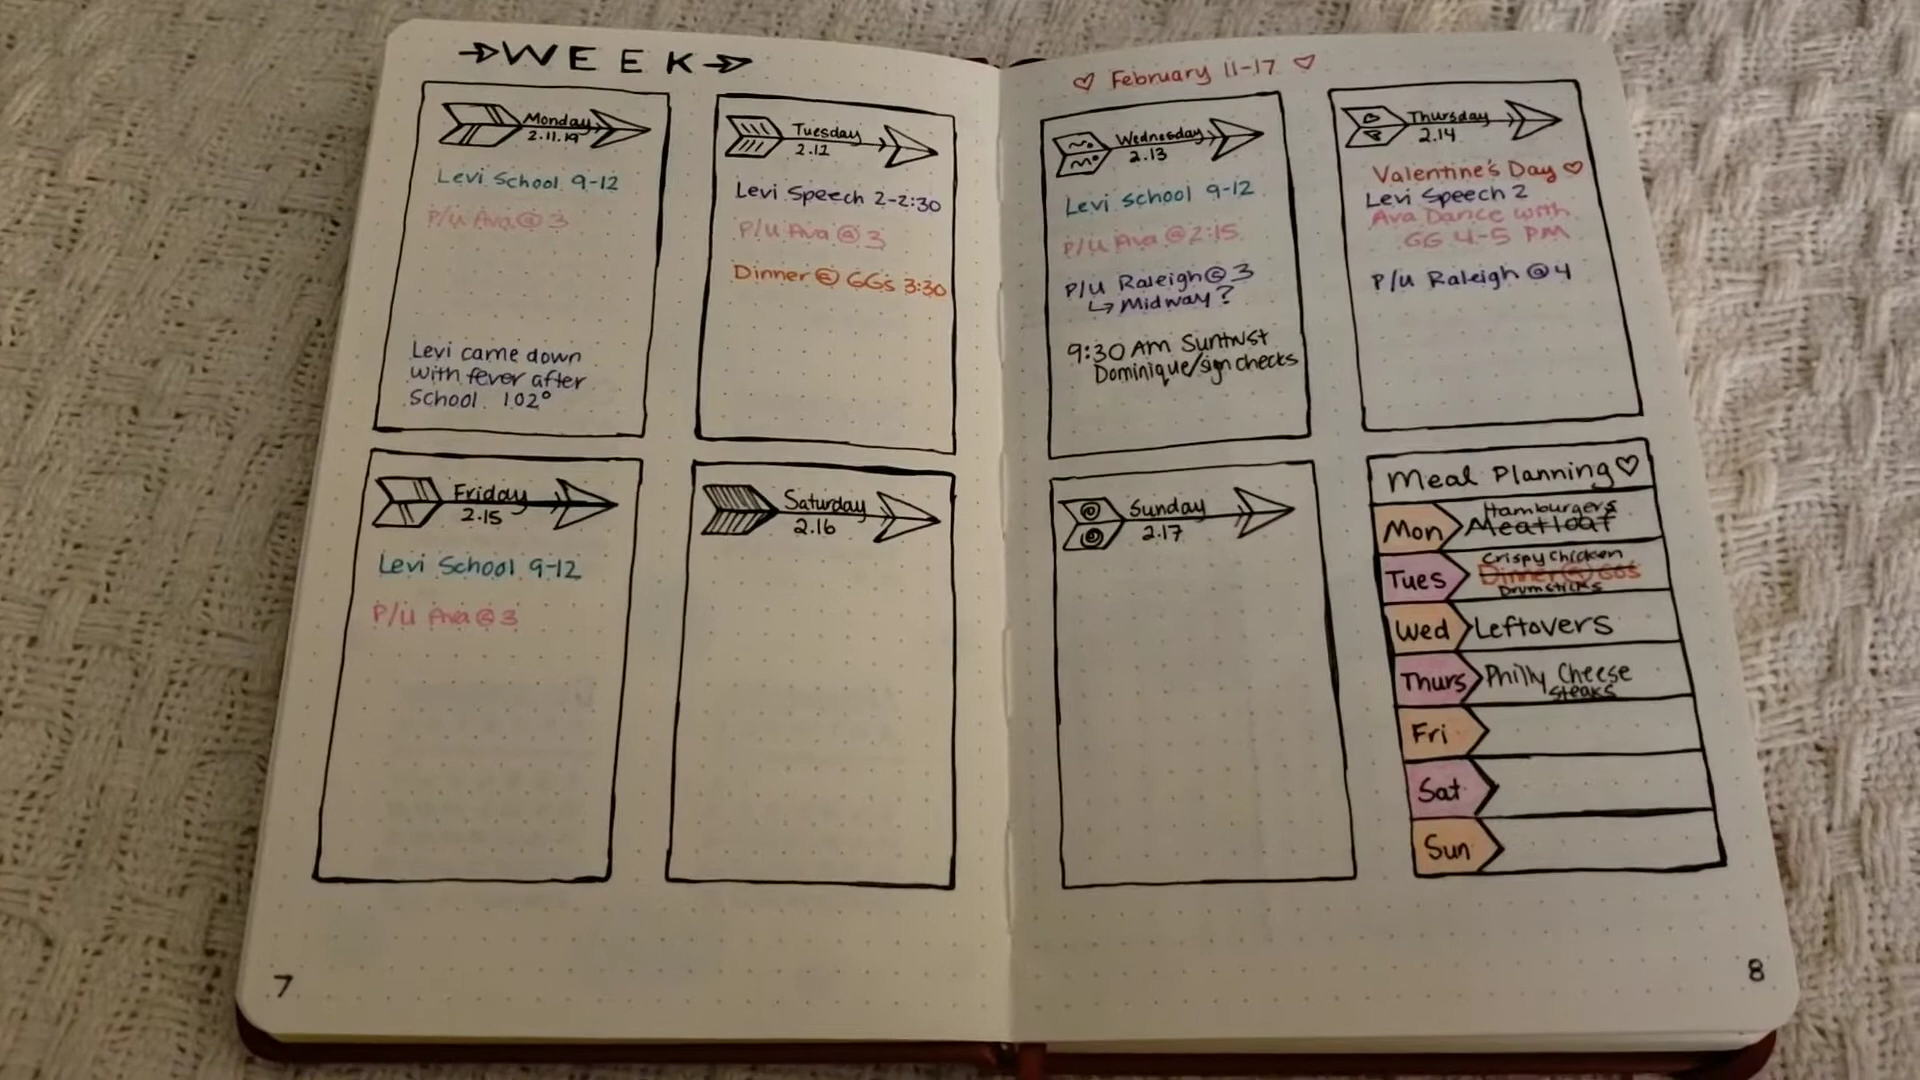 WEEK
Monday
2.11.19
Levi School 9-12
P/U Ava @ 3
Levi came down
with fever after
School. 102°
Tuesday
2.12
Levi Speech 2-2:30
P/U Ava @ 3
Dinner @ GGs 3:30
Friday
2.15
Levi School 9-12
P/U Ava @ 3
Saturday
2.16
7
February 11-17
Wednesday
2.13
Levi School 9-12
P/U Ava @ 2:15
P/U Raleigh @ 3
Midway?
9:30 Am Suntrust
Dominique/sign checks
Thursday
2.14
Valentine's Day
Levi Speech 2
Ava Dance with
GG 4-5 PM
P/U Raleigh @ 4
Sunday
2.17
Meal Planning
Mon Hamburgers
Meatloaf
Tues Crispy Chicken
Dinner @ GGs
Drumsticks
Wed Leftovers
Thurs Philly Cheese
Steaks
Fri
Sat
Sun
8